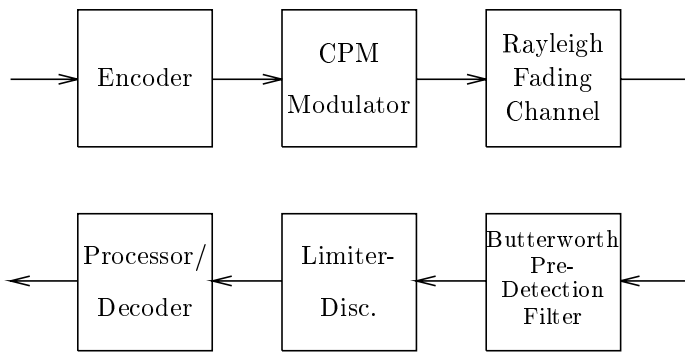 Encoder
CPM
Modulator
Rayleigh
Fading
Channel
Processor/
Decoder
Limiter-
Disc.
Butterworth
Pre-
Detection
Filter